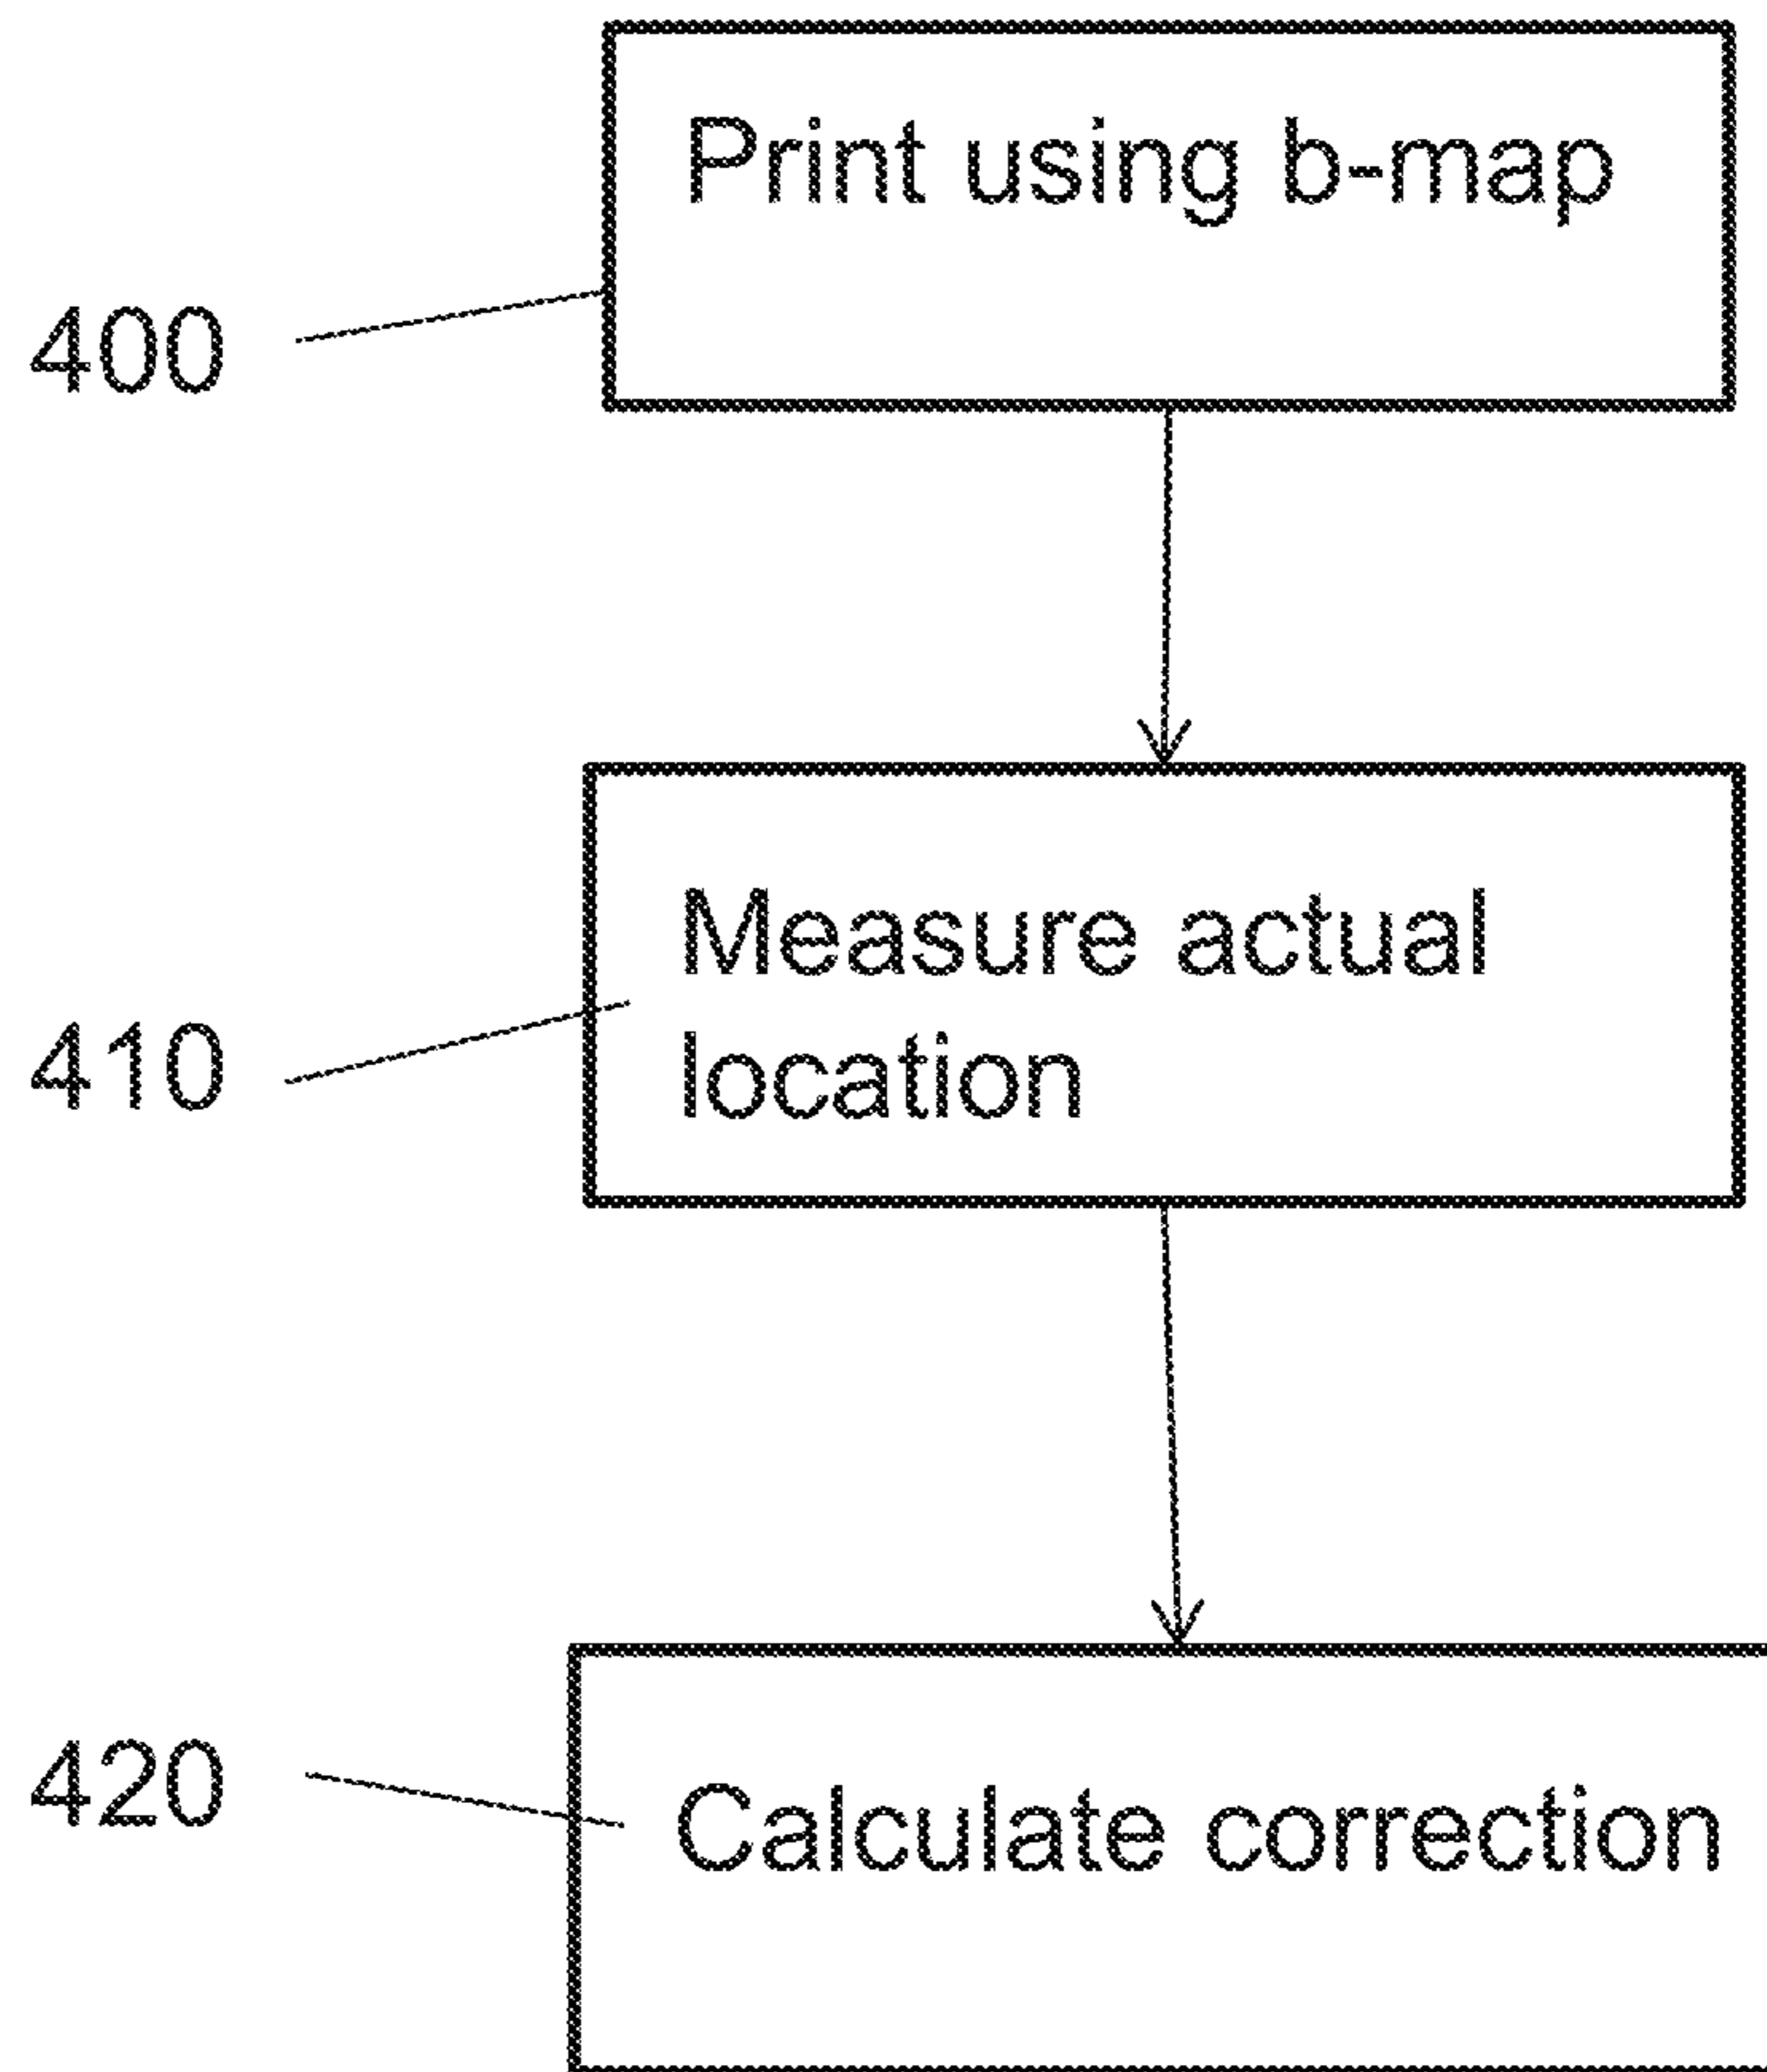 Print using b-map
400
Measure actual
location
410
Calculate correction
420